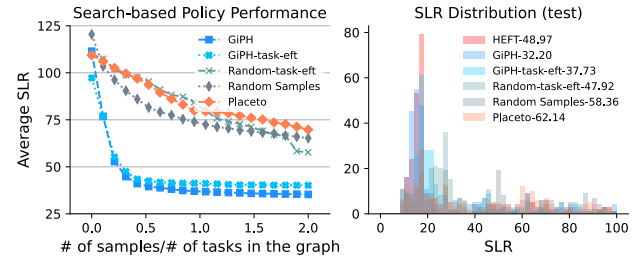 Search-based Policy Performance
125
100
75
50
25
Average SLR
0.0
0.5
1.0
1.5
2.0
# of samples/# of tasks in the graph
GiPH
GiPH-task-eft
Random-task-eft
Random Samples
Placeto
SLR Distribution (test)
80
60
40
20
0
0
20
40
60
80
100
SLR
HEFT-48.97
GiPH-32.20
GiPH-task-eft-37.73
Random-task-eft-47.92
Random Samples-58.36
Placeto-62.14